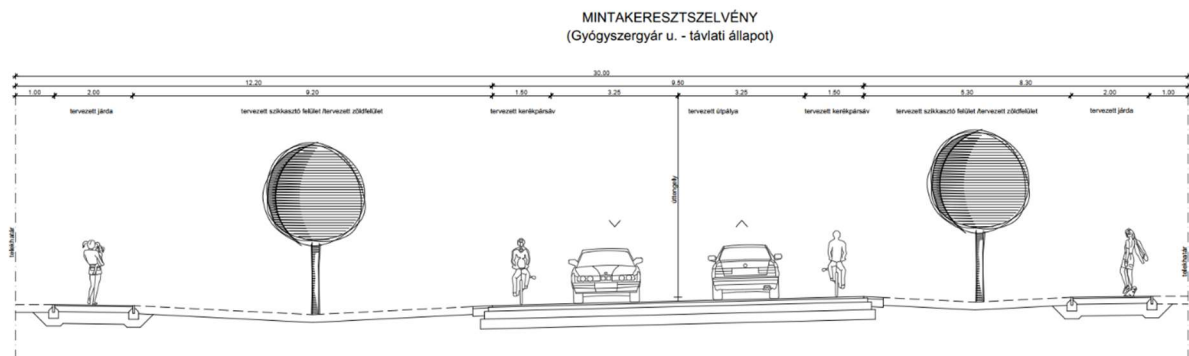 MINTAKERESZTSZELVÉNY
(Gyógyszergyár u. - távlati állapot)
30.00
12.20 9.50 8.30
1.00 2.00 9.20 1.50 3.25 3.25 1.50 5.30 2.00 1.00
tervezett járda tervezett szikkasztó felület /tervezett zöldfelület tervezett kerékpársáv tervezett útpálya tervezett kerékpársáv tervezett szikkasztó felület /tervezett zöldfelület tervezett járda
telekhatár
úttengely
telekhatár